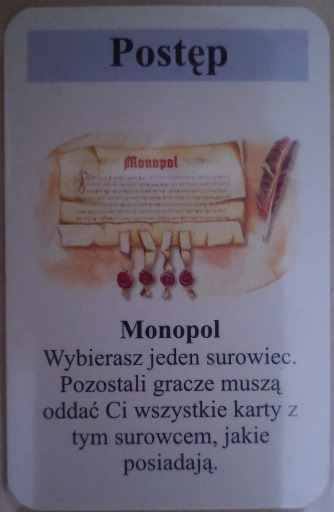 Postęp
Monopol
Monopol
Wybierasz jeden surowiec.
Pozostali gracze muszą
oddać Ci wszystkie karty z
tym surowcem, jakie
posiadają.